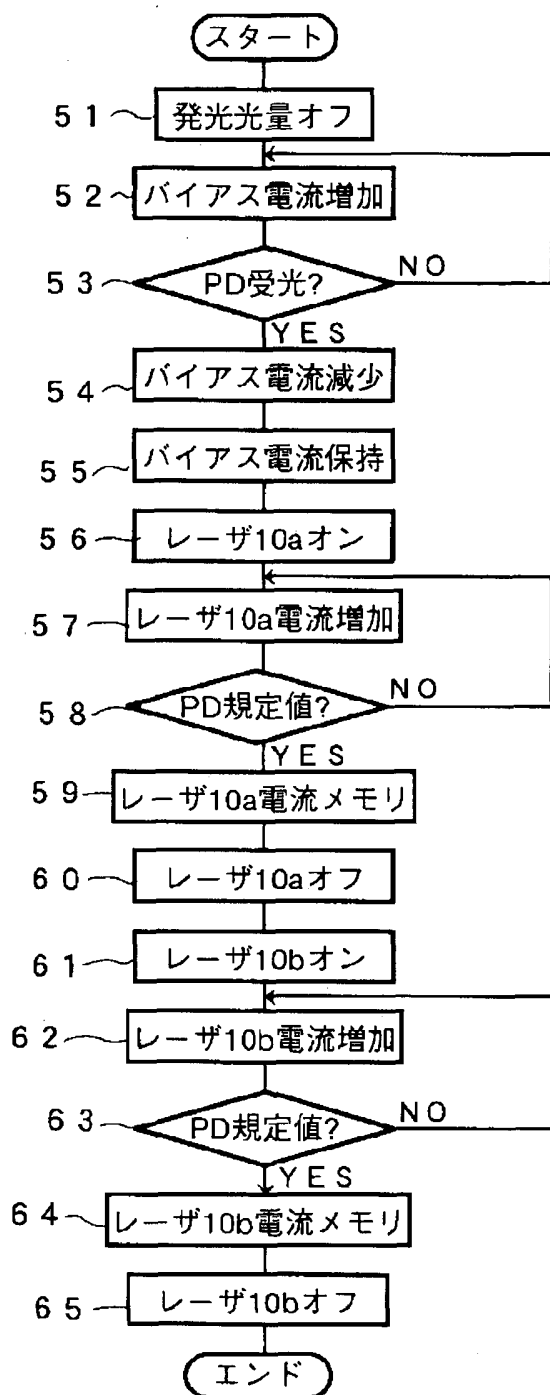 スタート
51 発光光量オフ
52 バイアス電流増加
53 PD受光? NO
YES
54 バイアス電流減少
55 バイアス電流保持
56 レーザ10aオン
57 レーザ10a電流増加
58 PD規定値? NO
YES
59 レーザ10a電流メモリ
60 レーザ10aオフ
61 レーザ10bオン
62 レーザ10b電流増加
63 PD規定値? NO
YES
64 レーザ10b電流メモリ
65 レーザ10bオフ
エンド